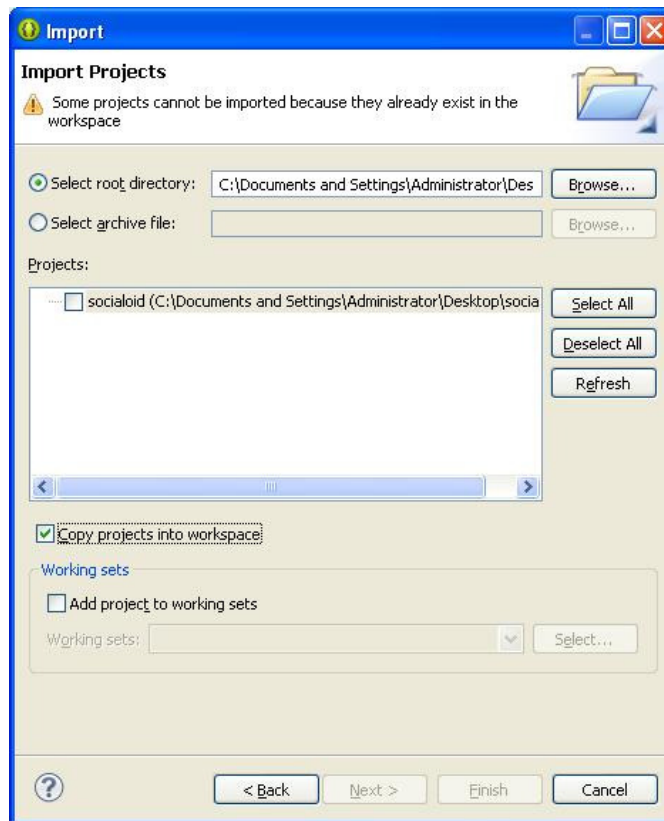 Import
Import Projects
Some projects cannot be imported because they already exist in the
workspace
Select root directory: C:\Documents and Settings\Administrator\Des Browse...
Select archive file: Browse...
Projects:
socialoid (C:\Documents and Settings\Administrator\Desktop\socia Select All
Deselect All
Refresh
Copy projects into workspace
Working sets
Add project to working sets
Working sets: Select...
? < Back Next > Finish Cancel